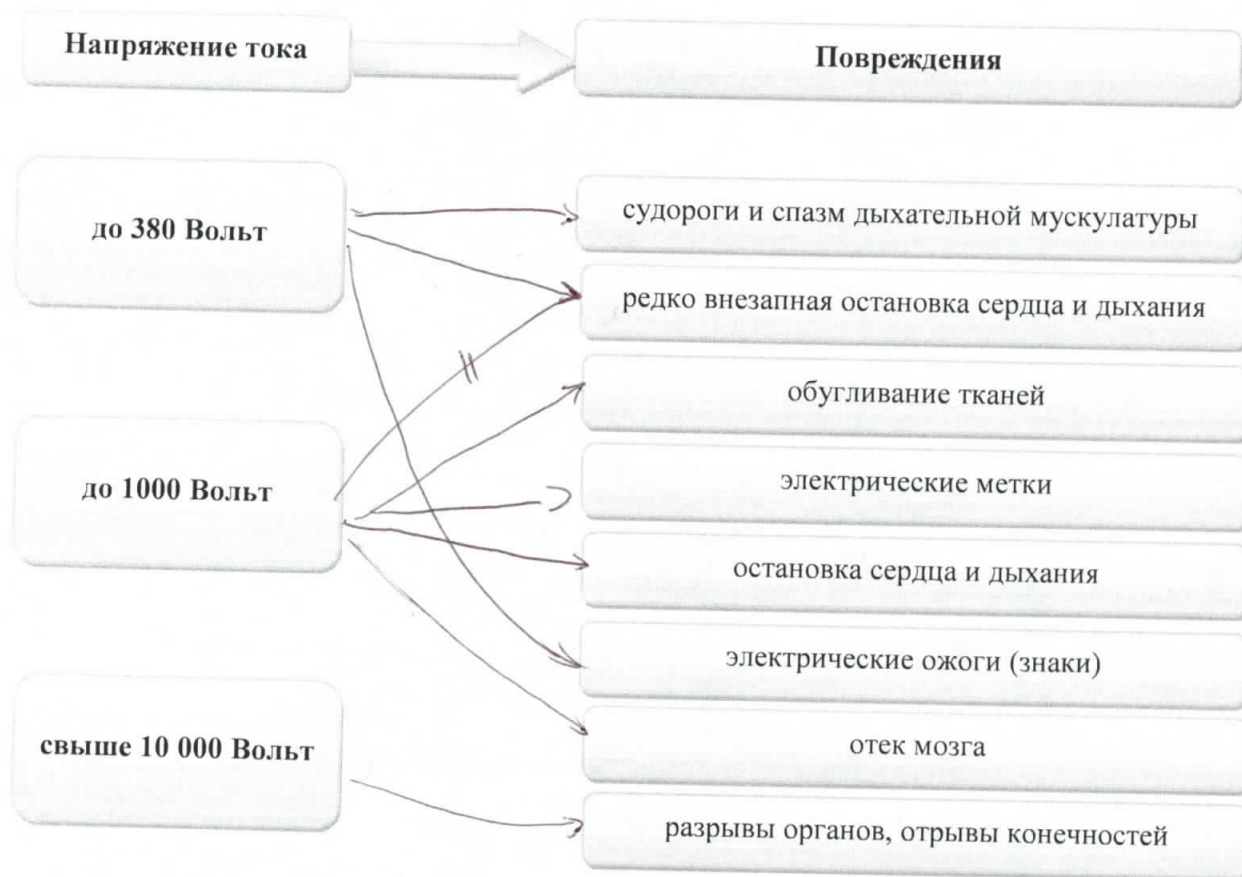 Напряжение тока
Повреждения
до 380 Вольт
до 1000 Вольт
свыше 10 000 Вольт
судороги и спазм дыхательной мускулатуры
редко внезапная остановка сердца и дыхания
обугливание тканей
электрические метки
остановка сердца и дыхания
электрические ожоги (знаки)
отек мозга
разрывы органов, отрывы конечностей